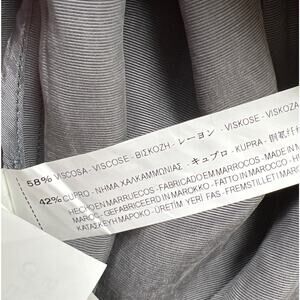 58% VISCOSA - VISCOSE - ΒΙΣΚΟΖΗ - レーヨン - VISKOSE - VISKOZA
42% CUPRO - ΝΗΜΑ ΧΑΛΚΑΜΜΩΝΙΑΣ - キュプラ - KUPRA -
HECHO EN MARRUECOS - FABRICADO EM MARROCOS - MADE IN
MAROC - GEFABRICEERD IN MAROKKO - FATTO IN MAROCCO
ΚΑΤΑΣΚΕΥΗ ΜΑΡΟΚΟ - ÜRETİM YERİ FAS - FREMSTILLET I MAR